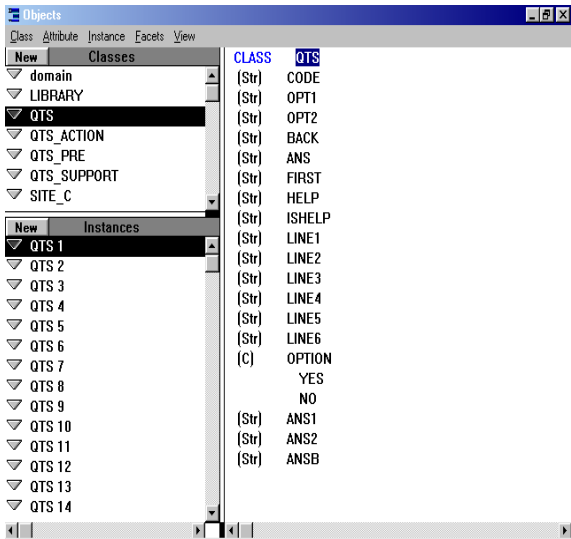 Objects
Class Attribute Instance Facets View
New Classes
domain
LIBRARY
QTS
QTS_ACTION
QTS_PRE
QTS_SUPPORT
SITE_C
New Instances
QTS 1
QTS 2
QTS 3
QTS 4
QTS 5
QTS 6
QTS 7
QTS 8
QTS 9
QTS 10
QTS 11
QTS 12
QTS 13
QTS 14
CLASS QTS
(Str) CODE
(Str) OPT1
(Str) OPT2
(Str) BACK
(Str) ANS
(Str) FIRST
(Str) HELP
(Str) ISHELP
(Str) LINE1
(Str) LINE2
(Str) LINE3
(Str) LINE4
(Str) LINE5
(Str) LINE6
(C) OPTION
YES
NO
(Str) ANS1
(Str) ANS2
(Str) ANSB